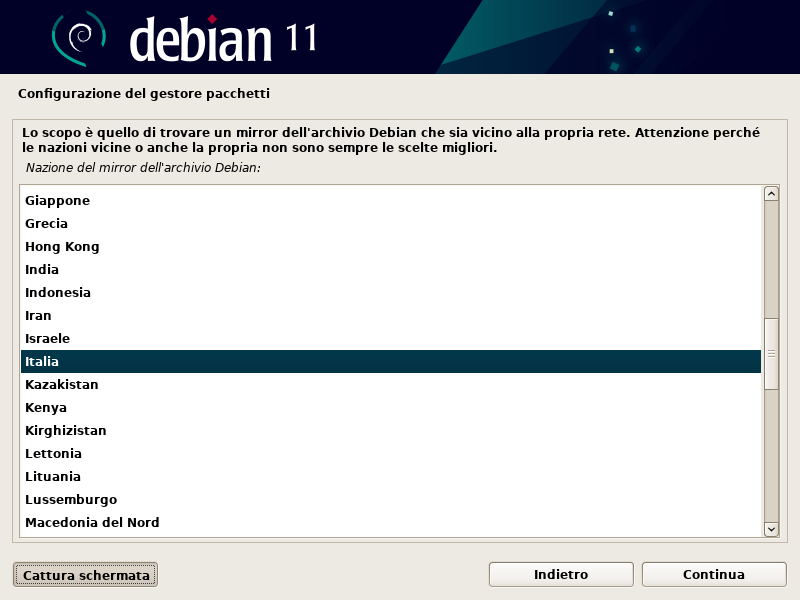 debian 11
Configurazione del gestore pacchetti
Lo scopo è quello di trovare un mirror dell'archivio Debian che sia vicino alla propria rete. Attenzione perché
le nazioni vicine o anche la propria non sono sempre le scelte migliori.
Nazione del mirror dell'archivio Debian:
Giappone
Grecia
Hong Kong
India
Indonesia
Iran
Israele
Italia
Kazakistan
Kenya
Kirghizistan
Lettonia
Lituania
Lussemburgo
Macedonia del Nord
Cattura schermata
Indietro
Continua